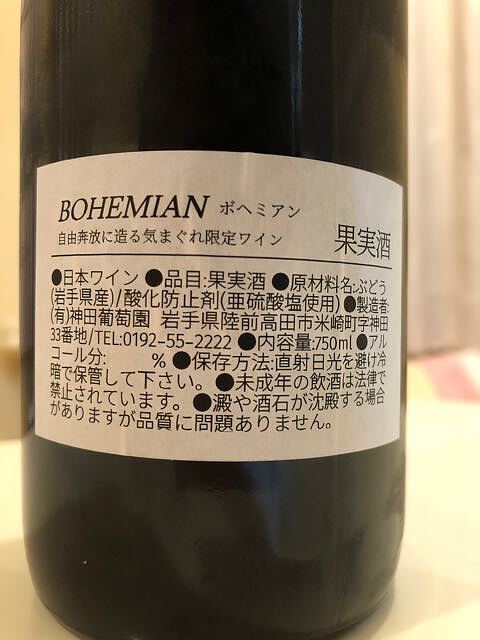 BOHEMIAN ボヘミアン
自由奔放に造る気まぐれ限定ワイン 果実酒
●日本ワイン ●品目:果実酒 ●原材料名:ぶどう
(岩手県産)/酸化防止剤(亜硫酸塩使用) ●製造者:
(有)神田葡萄園 岩手県陸前高田市米崎町字神田
33番地/TEL:0192-55-2222 ●内容量:750ml ●アル
コール分: % ●保存方法:直射日光を避け冷
暗で保管して下さい。 ●未成年の飲酒は法律で
禁止されています。 ●澱や酒石が沈殿する場合
がありますが品質に問題ありません。